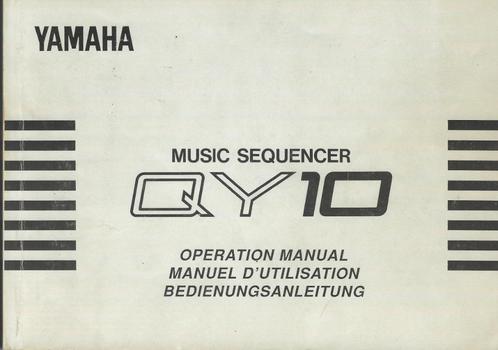 YAMAHA
MUSIC SEQUENCER
QY10
OPERATION MANUAL
MANUEL D'UTILISATION
BEDIENUNGSANLEITUNG